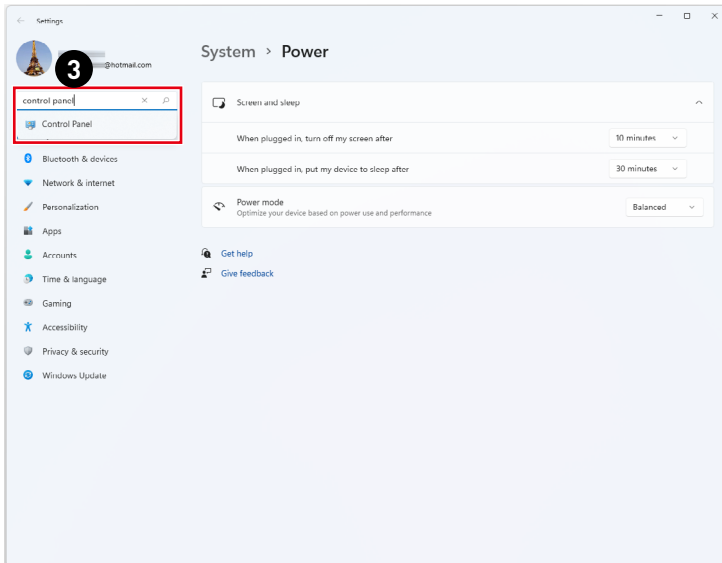 Settings
3
@hotmail.com
System > Power
control panel
Control Panel
Bluetooth & devices
Network & internet
Personalization
Apps
Accounts
Time & language
Gaming
Accessibility
Privacy & security
Windows Update
Screen and sleep
When plugged in, turn off my screen after 10 minutes
When plugged in, put my device to sleep after 30 minutes
Power mode
Optimize your device based on power use and performance
Balanced
Get help
Give feedback